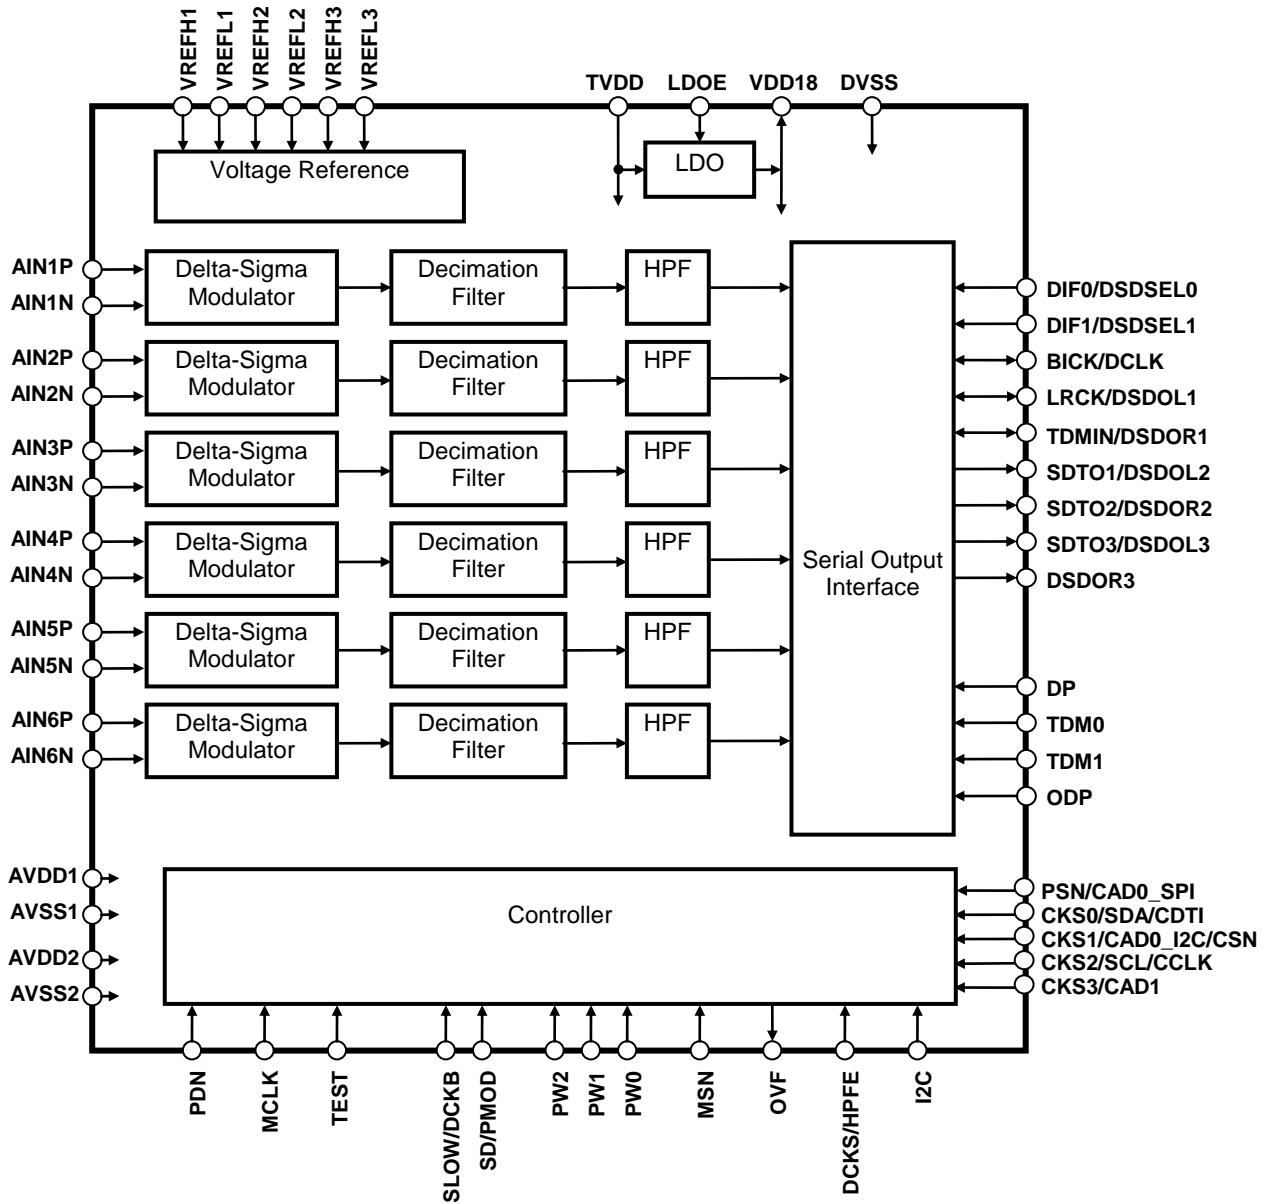 VREFH1
VREFL1
VREFH2
VREFL2
VREFH3
VREFL3
TVDD
LDOE
VDD18
DVSS
Voltage Reference
LDO
AIN1P
AIN1N
Delta-Sigma
Modulator
Decimation
Filter
HPF
AIN2P
AIN2N
Delta-Sigma
Modulator
Decimation
Filter
HPF
AIN3P
AIN3N
Delta-Sigma
Modulator
Decimation
Filter
HPF
AIN4P
AIN4N
Delta-Sigma
Modulator
Decimation
Filter
HPF
AIN5P
AIN5N
Delta-Sigma
Modulator
Decimation
Filter
HPF
AIN6P
AIN6N
Delta-Sigma
Modulator
Decimation
Filter
HPF
Serial Output
Interface
DIF0/DSDSEL0
DIF1/DSDSEL1
BICK/DCLK
LRCK/DSDOL1
TDMIN/DSDOR1
SDTO1/DSDOL2
SDTO2/DSDOR2
SDTO3/DSDOL3
DSDOR3
DP
TDM0
TDM1
ODP
AVDD1
AVSS1
AVDD2
AVSS2
Controller
PSN/CAD0_SPI
CKS0/SDA/CDTI
CKS1/CAD0_I2C/CSN
CKS2/SCL/CCLK
CKS3/CAD1
PDN
MCLK
TEST
SLOW/DCKB
SD/PMOD
PW2
PW1
PW0
MSN
OVF
DCKS/HPFE
I2C